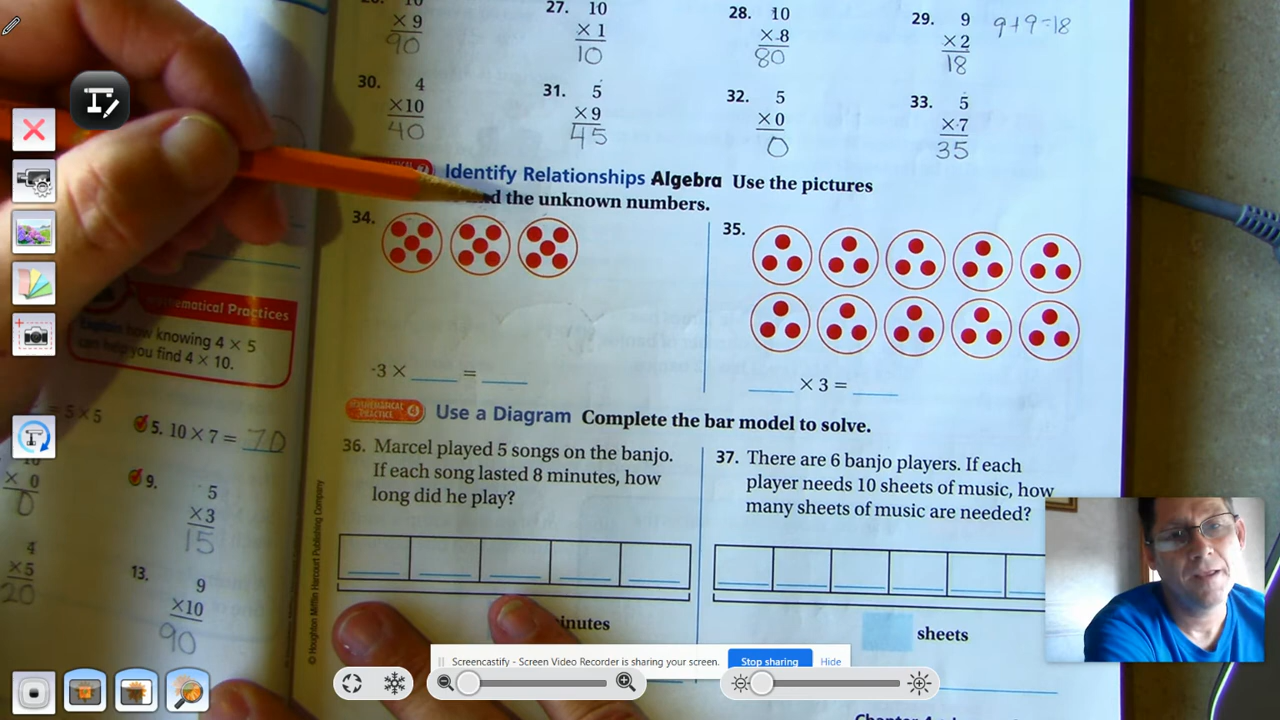 27. 10
28. 10
29. 9
9+9=18
× 9
× 1
× 8
× 2
90
10
80
18
30. 4
31. 5
32. 5
33. 5
×10
× 9
× 0
× 7
40
45
0
35
Identify Relationships Algebra Use the pictures
the unknown numbers.
34.
35.
3 × ____ = ____
____ × 3 = ____
Use a Diagram Complete the bar model to solve.
36. Marcel played 5 songs on the banjo.
If each song lasted 8 minutes, how
long did he play?
37. There are 6 banjo players. If each
player needs 10 sheets of music, how
many sheets of music are needed?
sheets
Mathematical Practices
how knowing 4 × 5
you find 4 × 10.
= 5 × 5
5. 10 × 7 = 70
× 0
0
9. 5
× 3
15
4
× 5
20
13. 9
× 10
90
© Houghton Mifflin Harcourt Publishing Company
Screencastify - Screen Video Recorder is sharing your screen.
Stop sharing
Hide